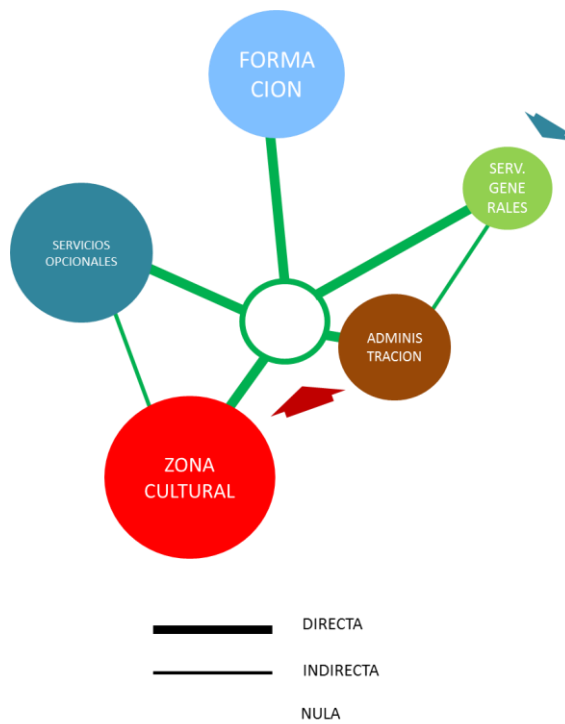 FORMA
CION
SERV.
GENE
RALES
SERVICIOS
OPCIONALES
ADMINIS
TRACION
ZONA
CULTURAL
DIRECTA
INDIRECTA
NULA